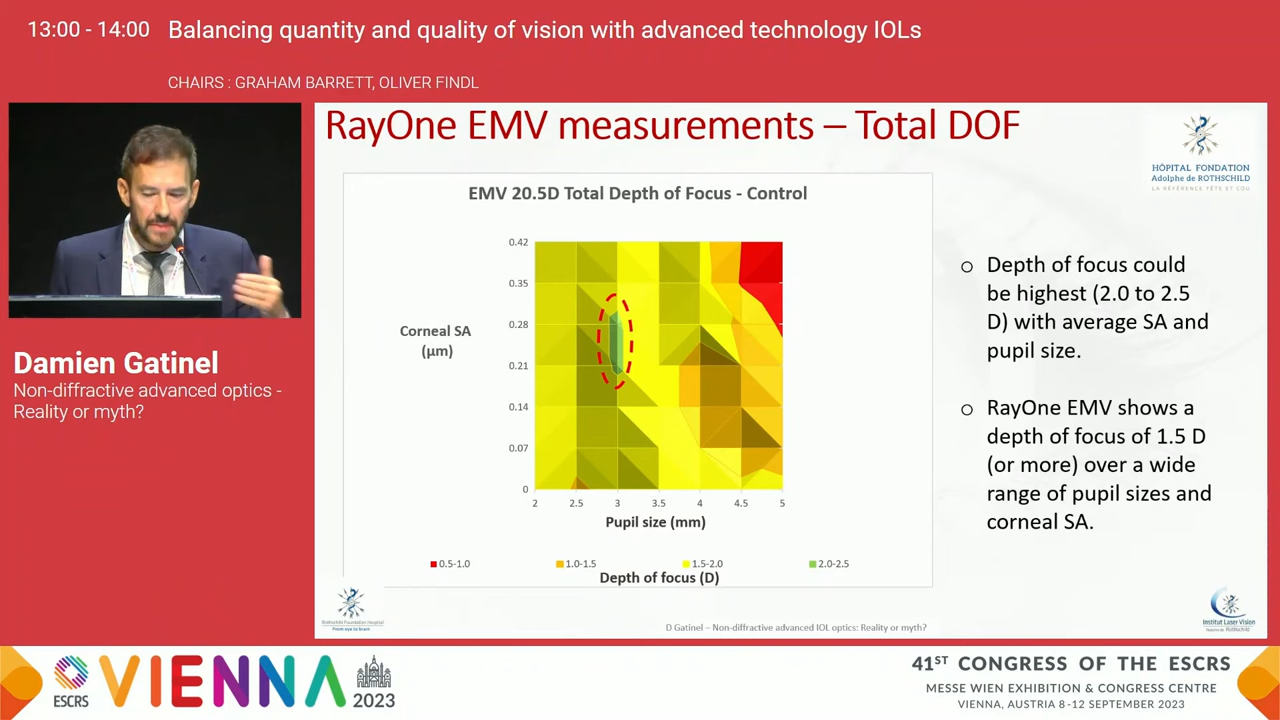 13:00 - 14:00 Balancing quantity and quality of vision with advanced technology IOLs
CHAIRS : GRAHAM BARRETT, OLIVER FINDL
Damien Gatinel
Non-diffractive advanced optics -
Reality or myth?
RayOne EMV measurements – Total DOF
HÔPITAL FONDATION
Adolphe de ROTHSCHILD
LA RÉFÉRENCE TÊTE ET COU
EMV 20.5D Total Depth of Focus - Control
Corneal SA
(µm)
0.42
0.35
0.28
0.21
0.14
0.07
0
2 2.5 3 3.5 4 4.5 5
Pupil size (mm)
0.5-1.0 1.0-1.5 1.5-2.0 2.0-2.5
Depth of focus (D)
o Depth of focus could
be highest (2.0 to 2.5
D) with average SA and
pupil size.
o RayOne EMV shows a
depth of focus of 1.5 D
(or more) over a wide
range of pupil sizes and
corneal SA.
Rothschild Foundation Hospital
From eye to brain
D Gatinel – Non-diffractive advanced IOL optics: Reality or myth?
Institut Laser Vision
ESCRS
VIENNA
2023
41ST CONGRESS OF THE ESCRS
MESSE WIEN EXHIBITION & CONGRESS CENTRE
VIENNA, AUSTRIA 8 -12 SEPTEMBER 2023